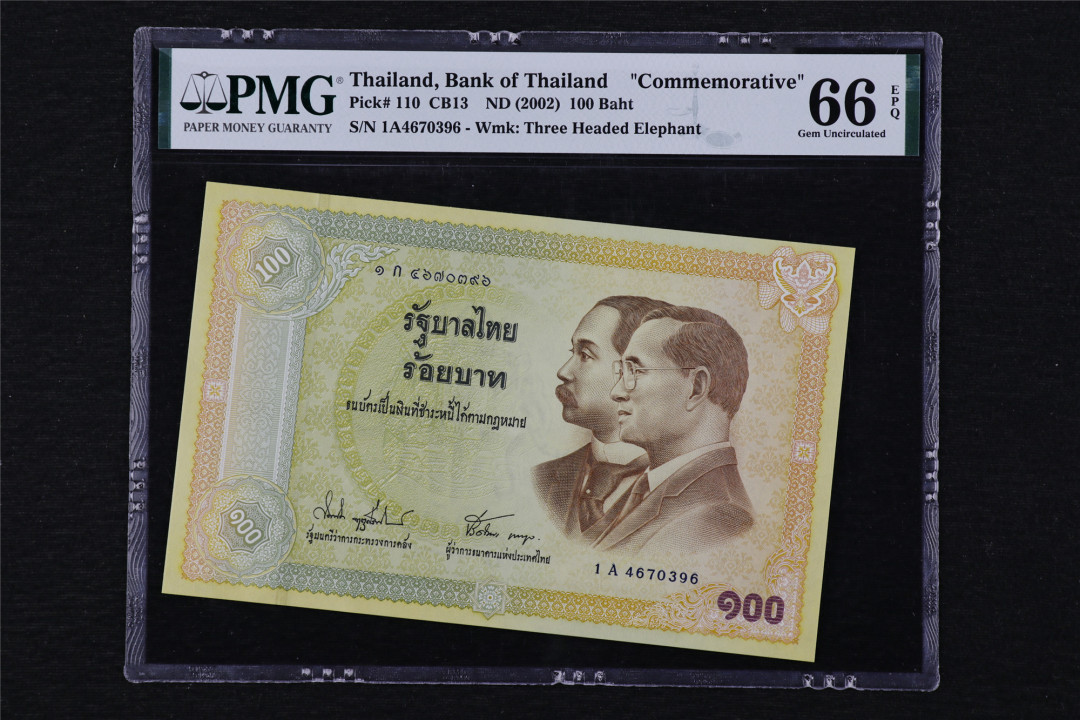 PMG®
PAPER MONEY GUARANTY
Thailand, Bank of Thailand "Commemorative"
Pick# 110 CB13 ND (2002) 100 Baht
S/N 1A4670396 - Wmk: Three Headed Elephant
66
EPQ
Gem Uncirculated
100
๑ ก ๔๖๗๐๓๙๖
รัฐบาลไทย
ร้อยบาท
ธนบัตรเป็นเงินที่ชำระหนี้ได้ตามกฎหมาย
๑๐๐
รัฐมนตรีว่าการกระทรวงการคลัง
ผู้ว่าการธนาคารแห่งประเทศไทย
1 A 4670396
๑๐๐